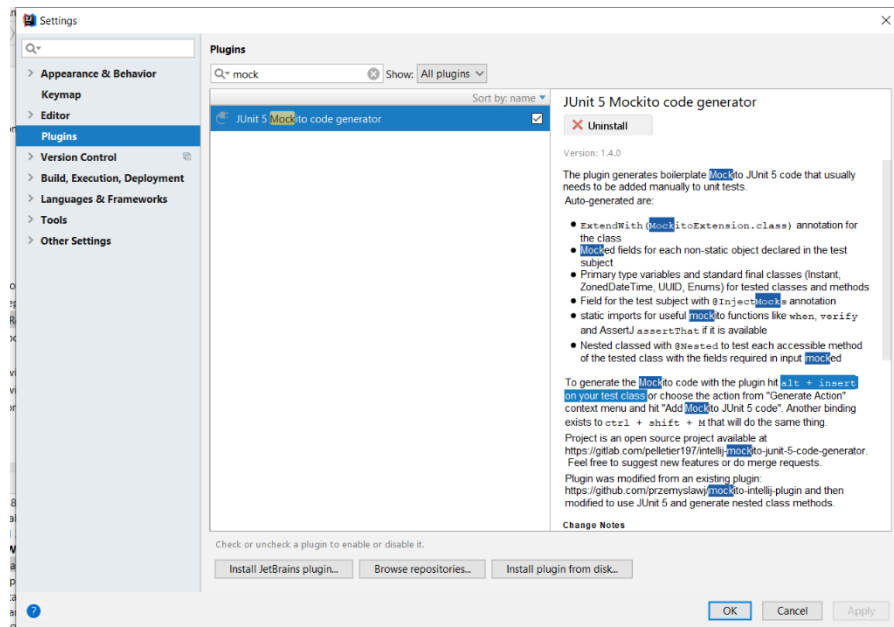 Settings
Plugins
Appearance & Behavior
Keymap
Editor
Plugins
Version Control
Build, Execution, Deployment
Languages & Frameworks
Tools
Other Settings
mock
Show: All plugins
Sort by: name
JUnit 5 Mockito code generator
JUnit 5 Mockito code generator
Uninstall
Version: 1.4.0
The plugin generates boilerplate Mockito JUnit 5 code that usually
needs to be added manually to unit tests.
Auto-generated are:
ExtendWith(MockitoExtension.class) annotation for
the class
Mocked fields for each non-static object declared in the test
subject
Primary type variables and standard final classes (Instant,
ZonedDateTime, UUID, Enums) for tested classes and methods
Field for the test subject with @InjectMocks annotation
static imports for useful mockito functions like when, verify
and AssertJ assertThat if it is available
Nested classed with @Nested to test each accessible method
of the tested class with the fields required in input mocked
To generate the Mockito code with the plugin hit alt + insert
on your test class or choose the action from "Generate Action"
context menu and hit "Add Mockito JUnit 5 code". Another binding
exists to ctrl + shift + M that will do the same thing.
Project is an open source project available at
https://gitlab.com/pelletier197/intellij-mockito-junit-5-code-generator.
Feel free to suggest new features or do merge requests.
Plugin was modified from an existing plugin:
https://github.com/przemyslawj/mockito-intellij-plugin and then
modified to use JUnit 5 and generate nested class methods.
Change Notes
Check or uncheck a plugin to enable or disable it.
Install JetBrains plugin...
Browse repositories...
Install plugin from disk...
?
OK
Cancel
Apply